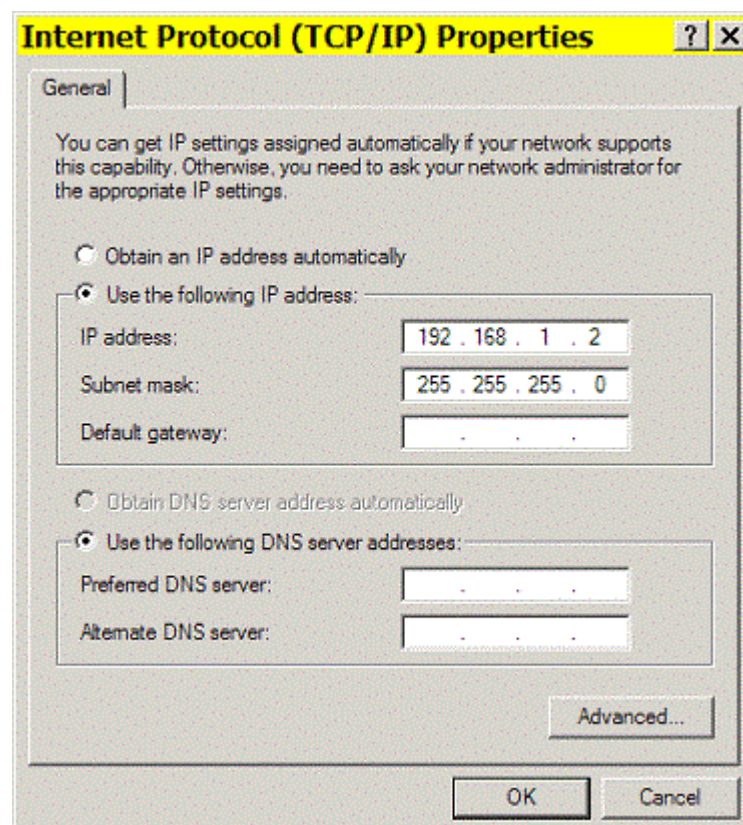 Internet Protocol (TCP/IP) Properties ? ×
General
You can get IP settings assigned automatically if your network supports
this capability. Otherwise, you need to ask your network administrator for
the appropriate IP settings.
Obtain an IP address automatically
Use the following IP address:
IP address: 192 . 168 . 1 . 2
Subnet mask: 255 . 255 . 255 . 0
Default gateway: . . .
Obtain DNS server address automatically
Use the following DNS server addresses:
Preferred DNS server: . . .
Alternate DNS server: . . .
Advanced...
OK Cancel